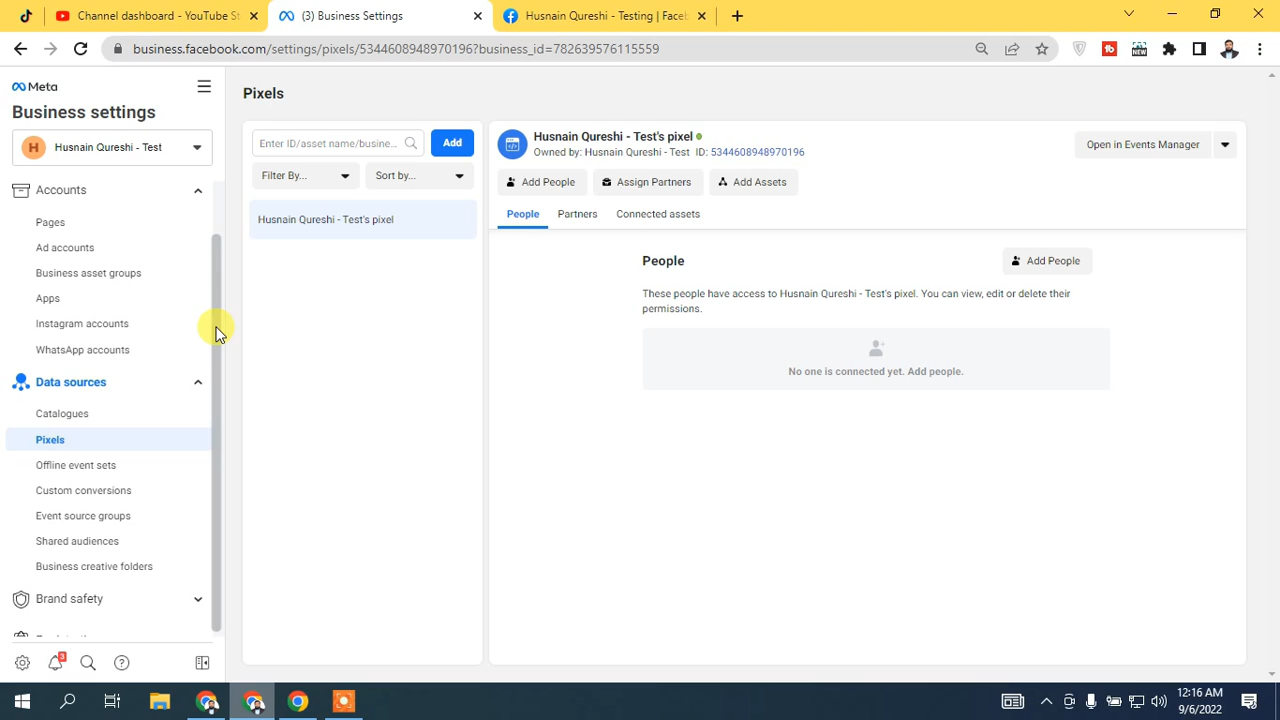 Channel dashboard - YouTube St
(3) Business Settings
Husnain Qureshi - Testing | Faceb
business.facebook.com/settings/pixels/5344608948970196?business_id=782639576115559
Meta
Business settings
H Husnain Qureshi - Test
Accounts
Pages
Ad accounts
Business asset groups
Apps
Instagram accounts
WhatsApp accounts
Data sources
Catalogues
Pixels
Offline event sets
Custom conversions
Event source groups
Shared audiences
Business creative folders
Brand safety
3
Pixels
Enter ID/asset name/busine...
Add
Filter By...
Sort by...
Husnain Qureshi - Test's pixel
Husnain Qureshi - Test's pixel
Owned by: Husnain Qureshi - Test ID: 5344608948970196
Open in Events Manager
Add People
Assign Partners
Add Assets
People
Partners
Connected assets
People
Add People
These people have access to Husnain Qureshi - Test's pixel. You can view, edit or delete their
permissions.
No one is connected yet. Add people.
12:16 AM
9/6/2022